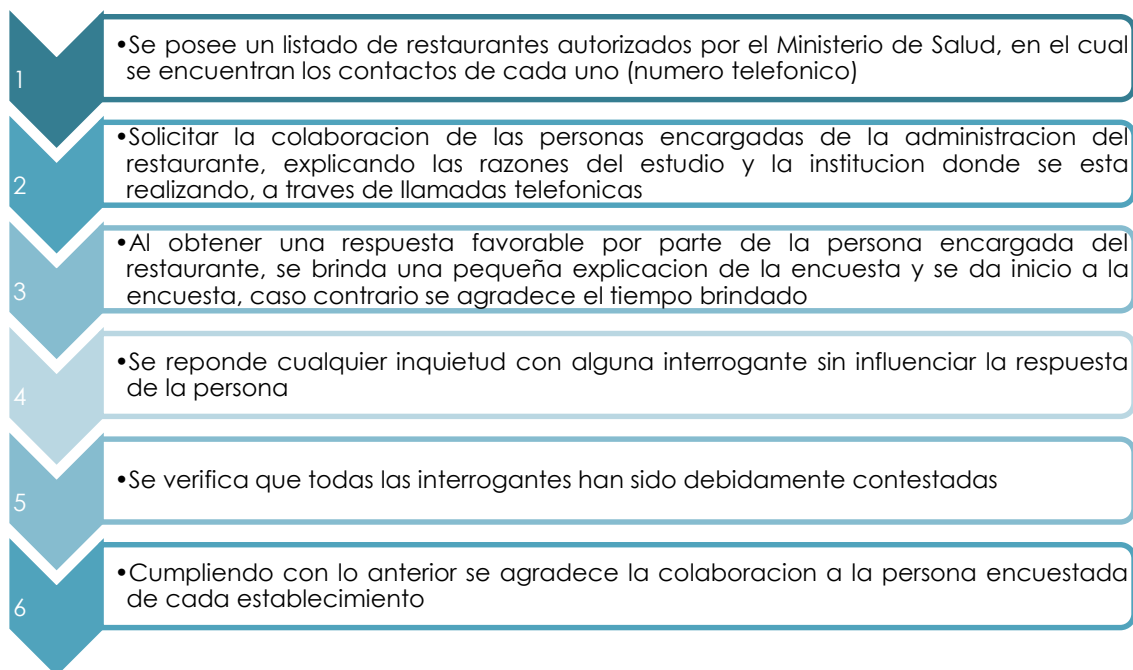 1
•Se posee un listado de restaurantes autorizados por el Ministerio de Salud, en el cual
se encuentran los contactos de cada uno (numero telefonico)
2
•Solicitar la colaboracion de las personas encargadas de la administracion del
restaurante, explicando las razones del estudio y la institucion donde se esta
realizando, a traves de llamadas telefonicas
3
•Al obtener una respuesta favorable por parte de la persona encargada del
restaurante, se brinda una pequeña explicacion de la encuesta y se da inicio a la
encuesta, caso contrario se agradece el tiempo brindado
4
•Se reponde cualquier inquietud con alguna interrogante sin influenciar la respuesta
de la persona
5
•Se verifica que todas las interrogantes han sido debidamente contestadas
6
•Cumpliendo con lo anterior se agradece la colaboracion a la persona encuestada
de cada establecimiento